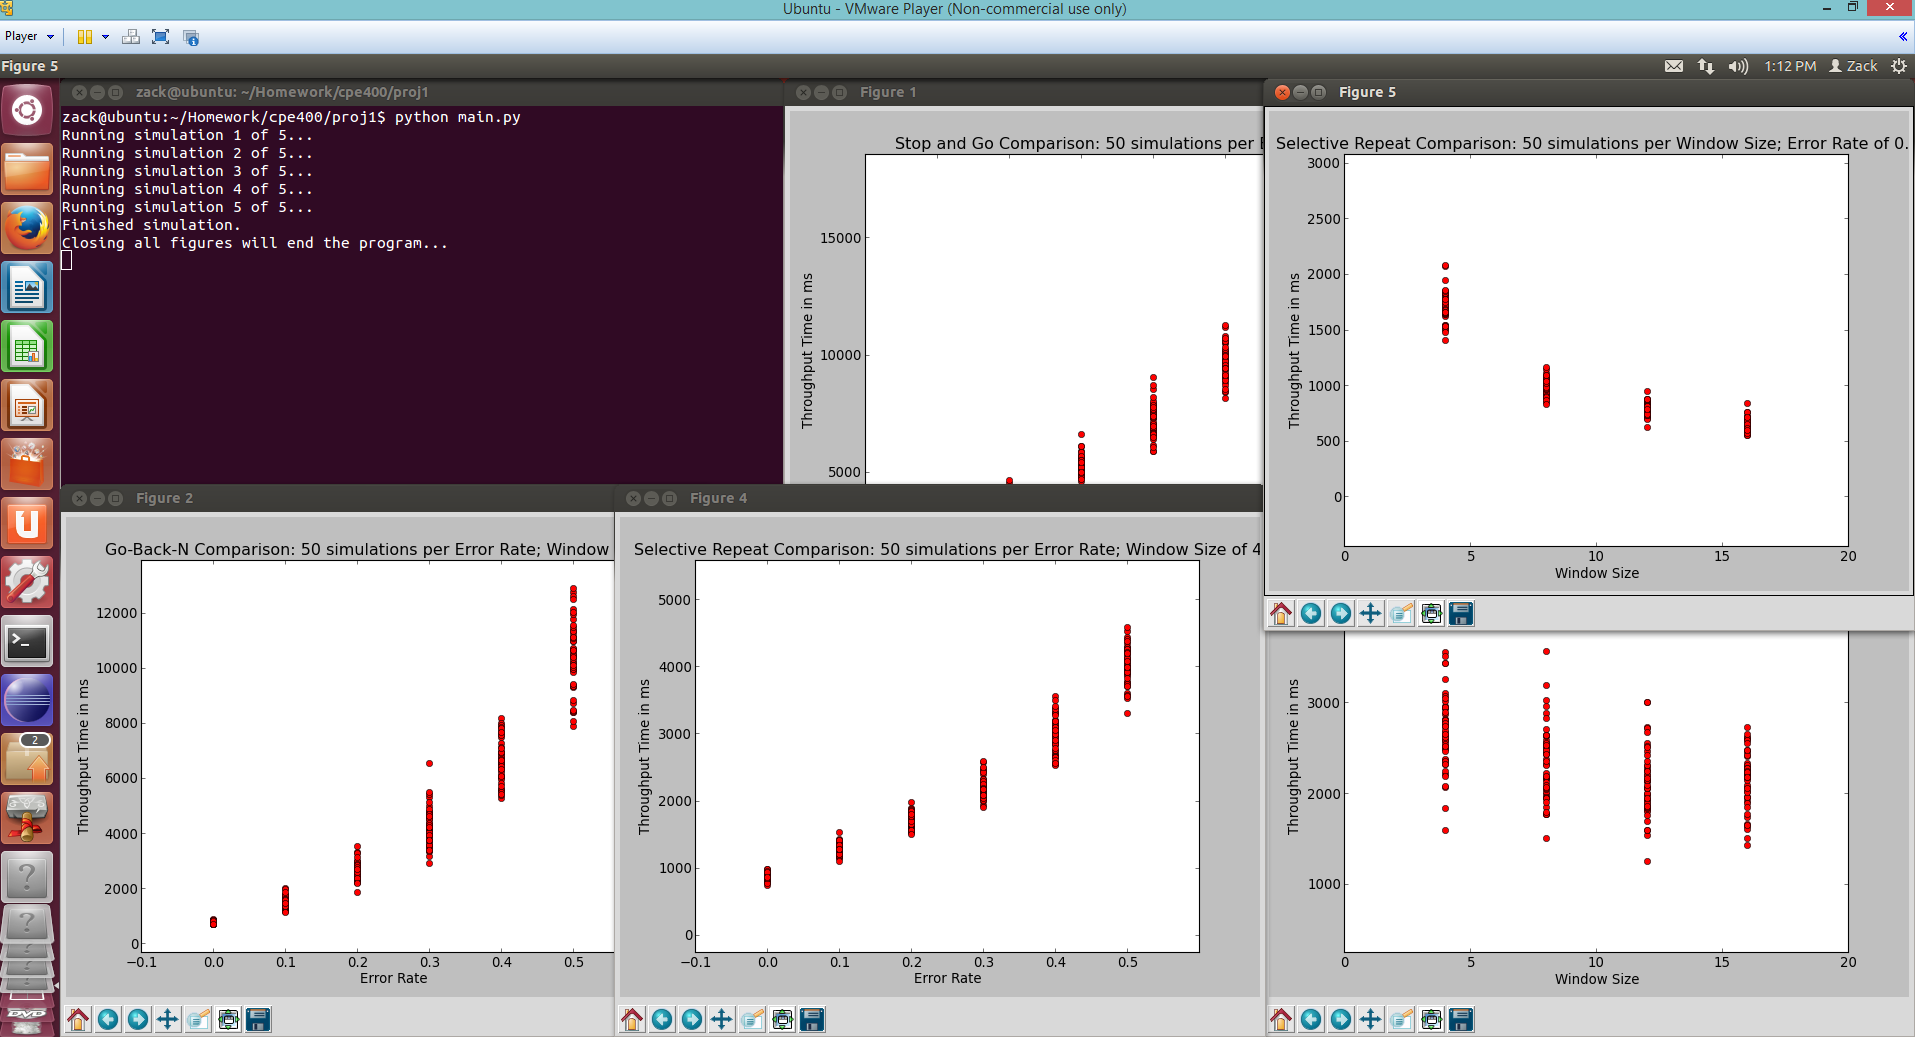 Ubuntu - VMware Player (Non-commercial use only)
Player
Figure 5
1:12 PM
Zack
zack@ubuntu: ~/Homework/cpe400/proj1
zack@ubuntu:~/Homework/cpe400/proj1$ python main.py
Running simulation 1 of 5...
Running simulation 2 of 5...
Running simulation 3 of 5...
Running simulation 4 of 5...
Running simulation 5 of 5...
Finished simulation.
Closing all figures will end the program...
Figure 1
Stop and Go Comparison: 50 simulations per
15000
10000
5000
Throughput Time in ms
Figure 5
Selective Repeat Comparison: 50 simulations per Window Size; Error Rate of 0.
3000
2500
2000
1500
1000
500
0
Throughput Time in ms
0 5 10 15 20
Window Size
Figure 2
Go-Back-N Comparison: 50 simulations per Error Rate; Window
12000
10000
8000
6000
4000
2000
0
Throughput Time in ms
−0.1 0.0 0.1 0.2 0.3 0.4 0.5
Error Rate
Figure 4
Selective Repeat Comparison: 50 simulations per Error Rate; Window Size of 4
5000
4000
3000
2000
1000
0
Throughput Time in ms
−0.1 0.0 0.1 0.2 0.3 0.4 0.5
Error Rate
3000
2000
1000
Throughput Time in ms
0 5 10 15 20
Window Size
2
DVD